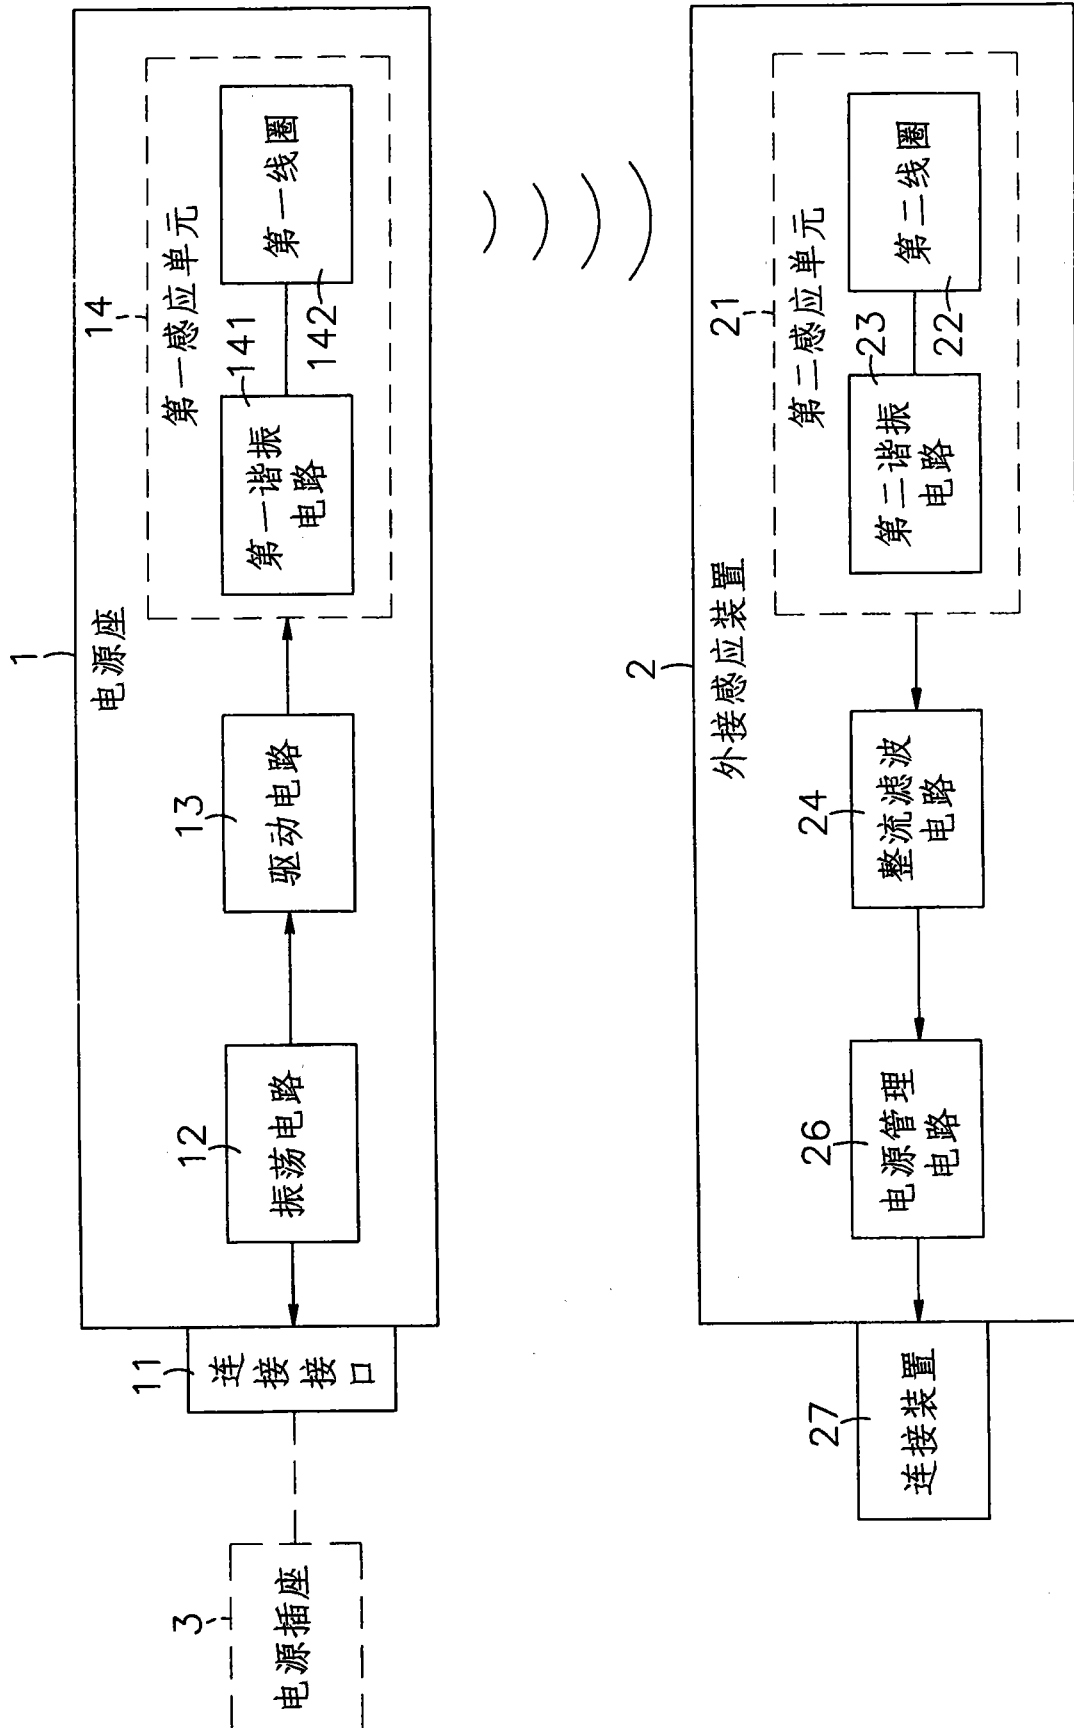 1
电源座
14
第一感应单元
第一线圈
142
141
第一谐振
电路
13
驱动电路
12
振荡电路
11
连接接口
3
电源插座
2
外接感应装置
21
第二感应单元
第二线圈
22
23
第二谐振
电路
24
整流滤波
电路
26
电源管理
电路
27
连接装置